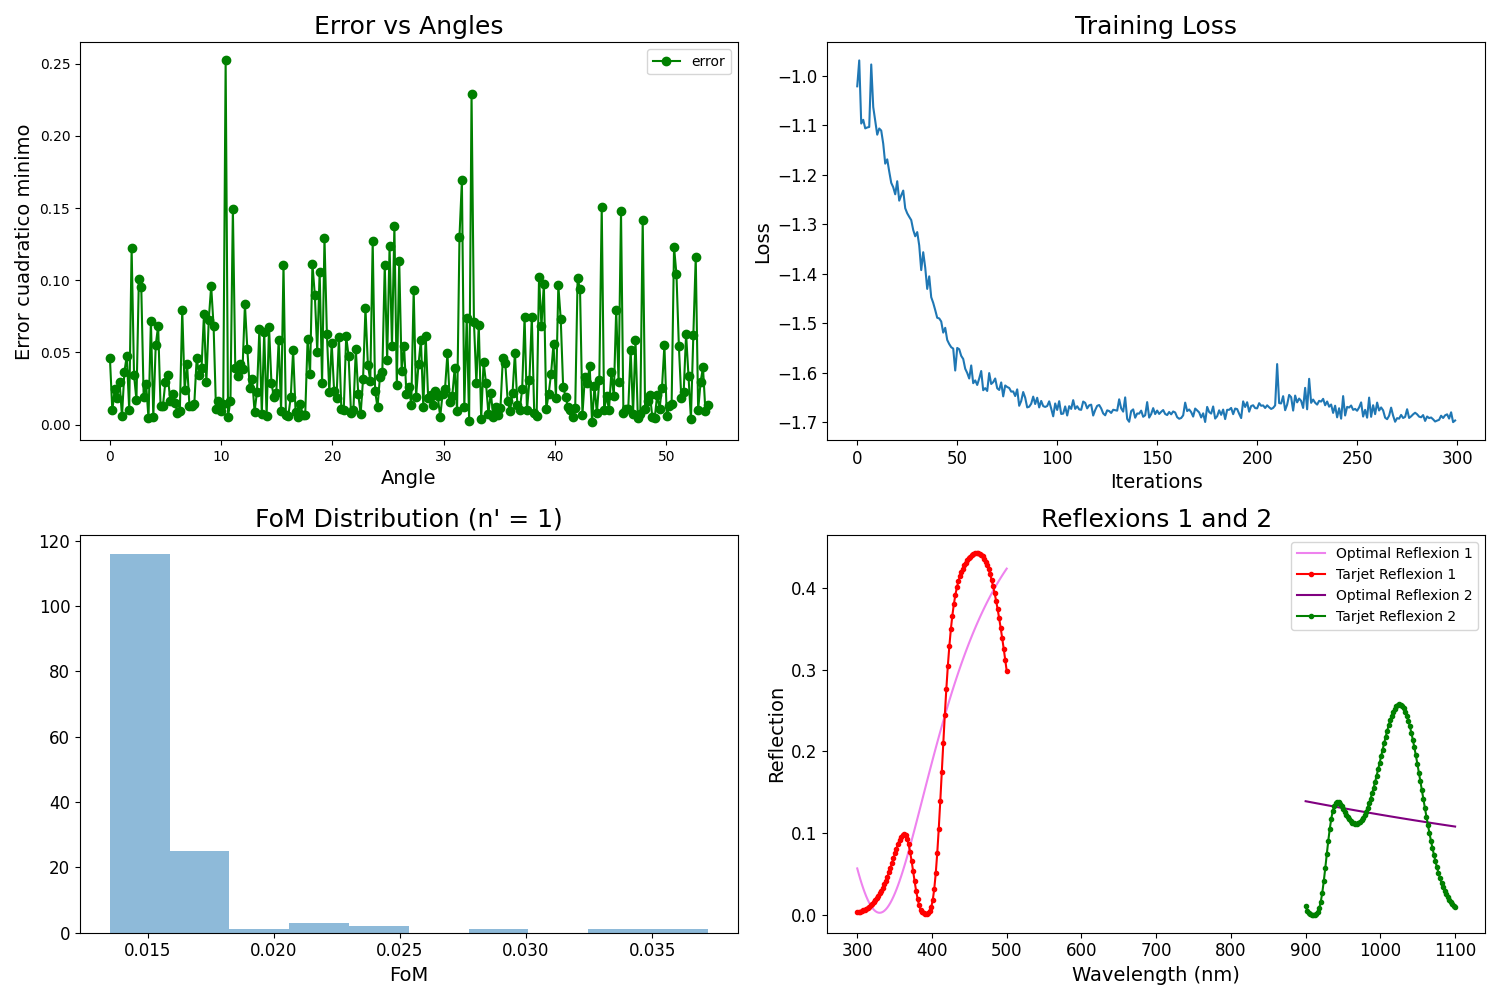 Error vs Angles
error
0.25
0.20
0.15
0.10
0.05
0.00
Error cuadratico minimo
0 10 20 30 40 50
Angle
Training Loss
−1.0
−1.1
−1.2
−1.3
−1.4
−1.5
−1.6
−1.7
Loss
0 50 100 150 200 250 300
Iterations
FoM Distribution (n' = 1)
120
100
80
60
40
20
0
0.015 0.020 0.025 0.030 0.035
FoM
Reflexions 1 and 2
Optimal Reflexion 1
Tarjet Reflexion 1
Optimal Reflexion 2
Tarjet Reflexion 2
0.4
0.3
0.2
0.1
0.0
Reflection
300 400 500 600 700 800 900 1000 1100
Wavelength (nm)